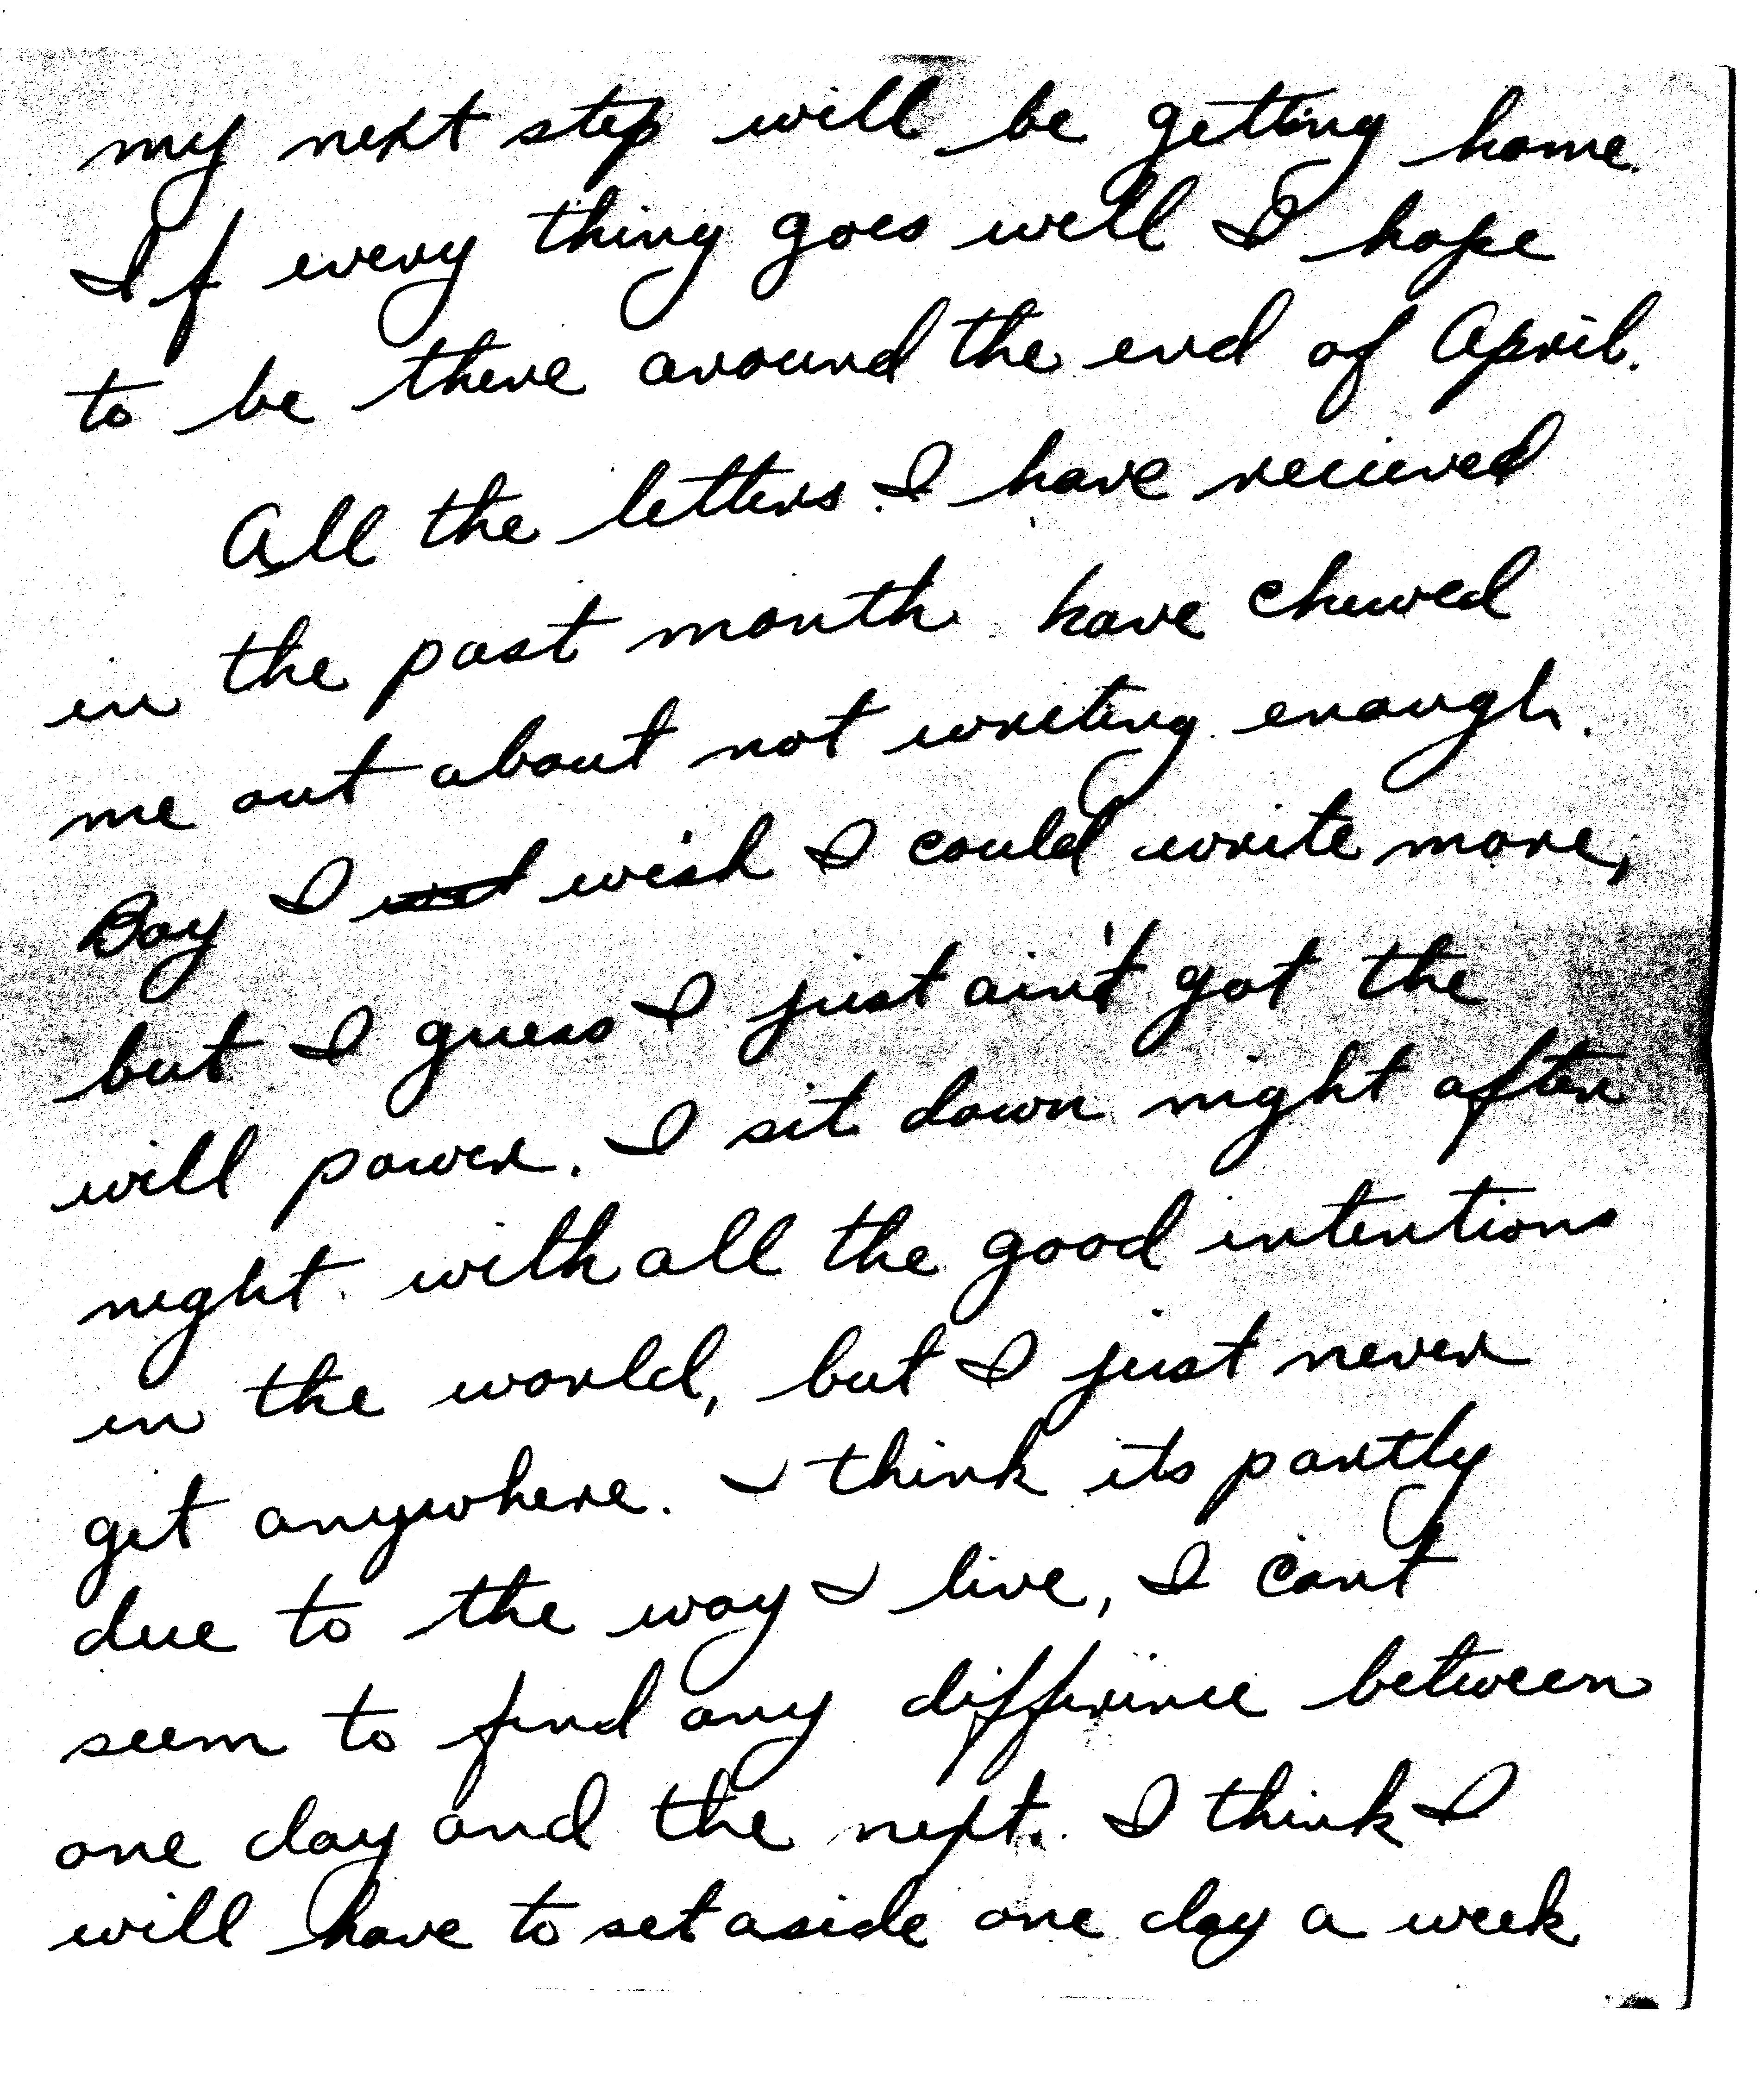 my next step will be getting home.
If every thing goes well I hope
to be there around the end of April.
All the letters I have recieved
in the past month have chewed
me out about not writing enough.
Boy I wish I could write more,
but I guess I just ain't got the
will power. I sit down night after
night. with all the good intentions
in the world, but I just never
get anywhere. I think its partly
due to the way I live, I cant
seem to find any differince between
one day and the next. I think I
will have to set aside one day a week